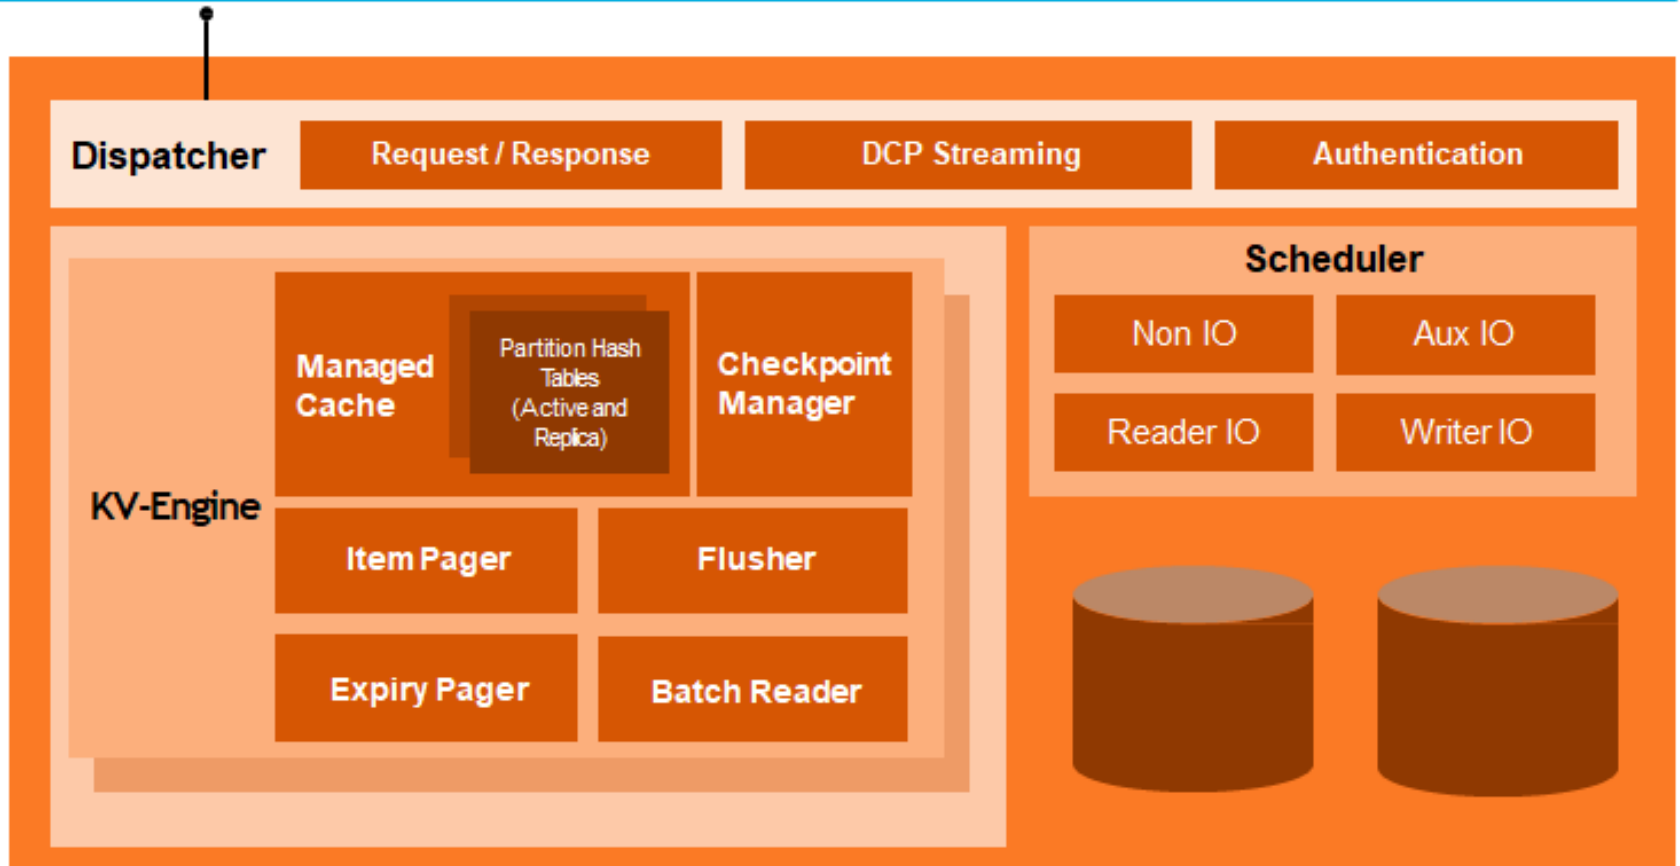 Dispatcher
Request / Response
DCP Streaming
Authentication
KV-Engine
Managed
Cache
Partition Hash
Tables
(Active and
Replica)
Checkpoint
Manager
Item Pager
Flusher
Expiry Pager
Batch Reader
Scheduler
Non IO
Aux IO
Reader IO
Writer IO